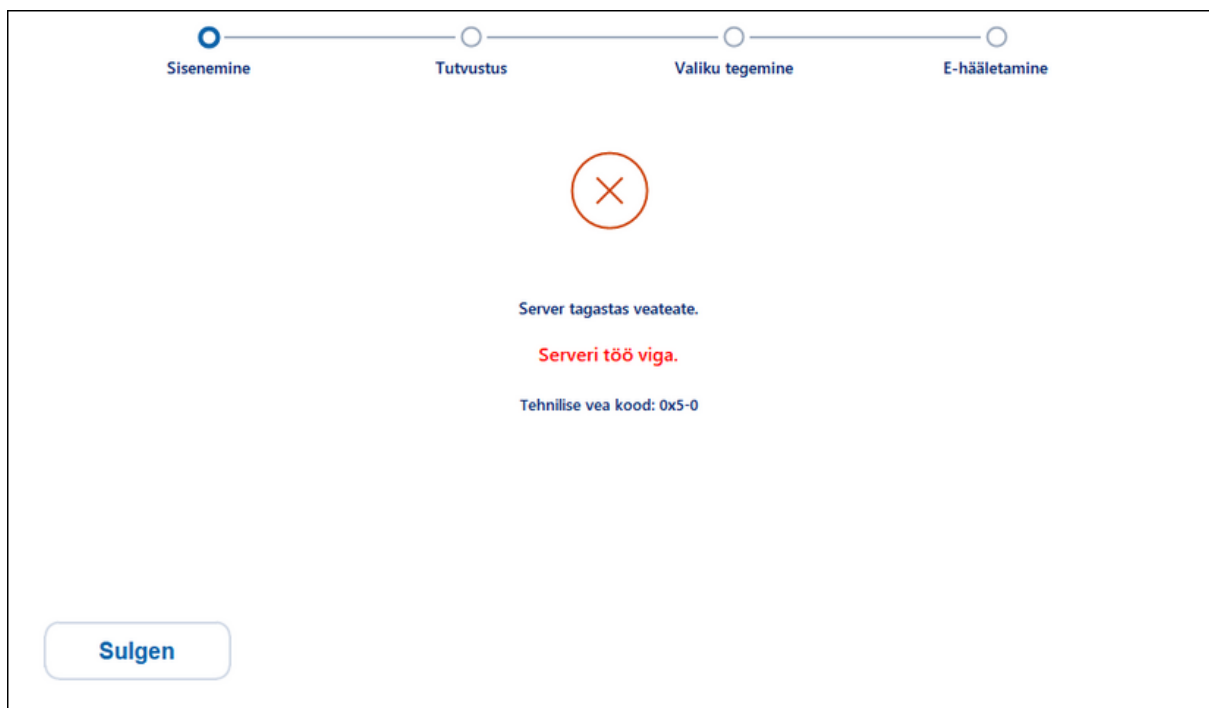 Sisenemine
Tutvustus
Valiku tegemine
E-hääletamine
Server tagastas veateate.
Serveri töö viga.
Tehnilise vea kood: 0x5-0
Sulgen